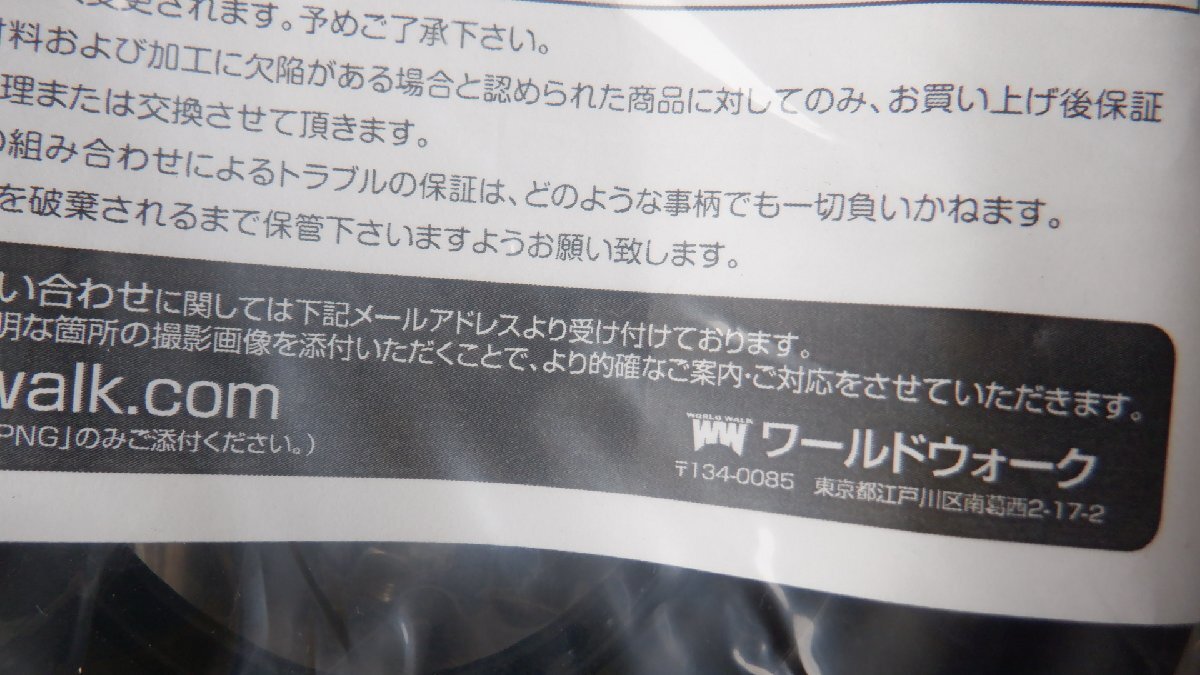 変更されます。予めご了承下さい。
材料および加工に欠陥がある場合と認められた商品に対してのみ、お買い上げ後保証
理または交換させて頂きます。
の組み合わせによるトラブルの保証は、どのような事柄でも一切負いかねます。
を破棄されるまで保管下さいますようお願い致します。
い合わせに関しては下記メールアドレスより受け付けております。
明な箇所の撮影画像を添付いただくことで、より的確なご案内・ご対応をさせていただきます。
walk.com
PNG」のみご添付ください。)
WORLD WALK
WW ワールドウォーク
〒134-0085 東京都江戸川区南葛西2-17-2